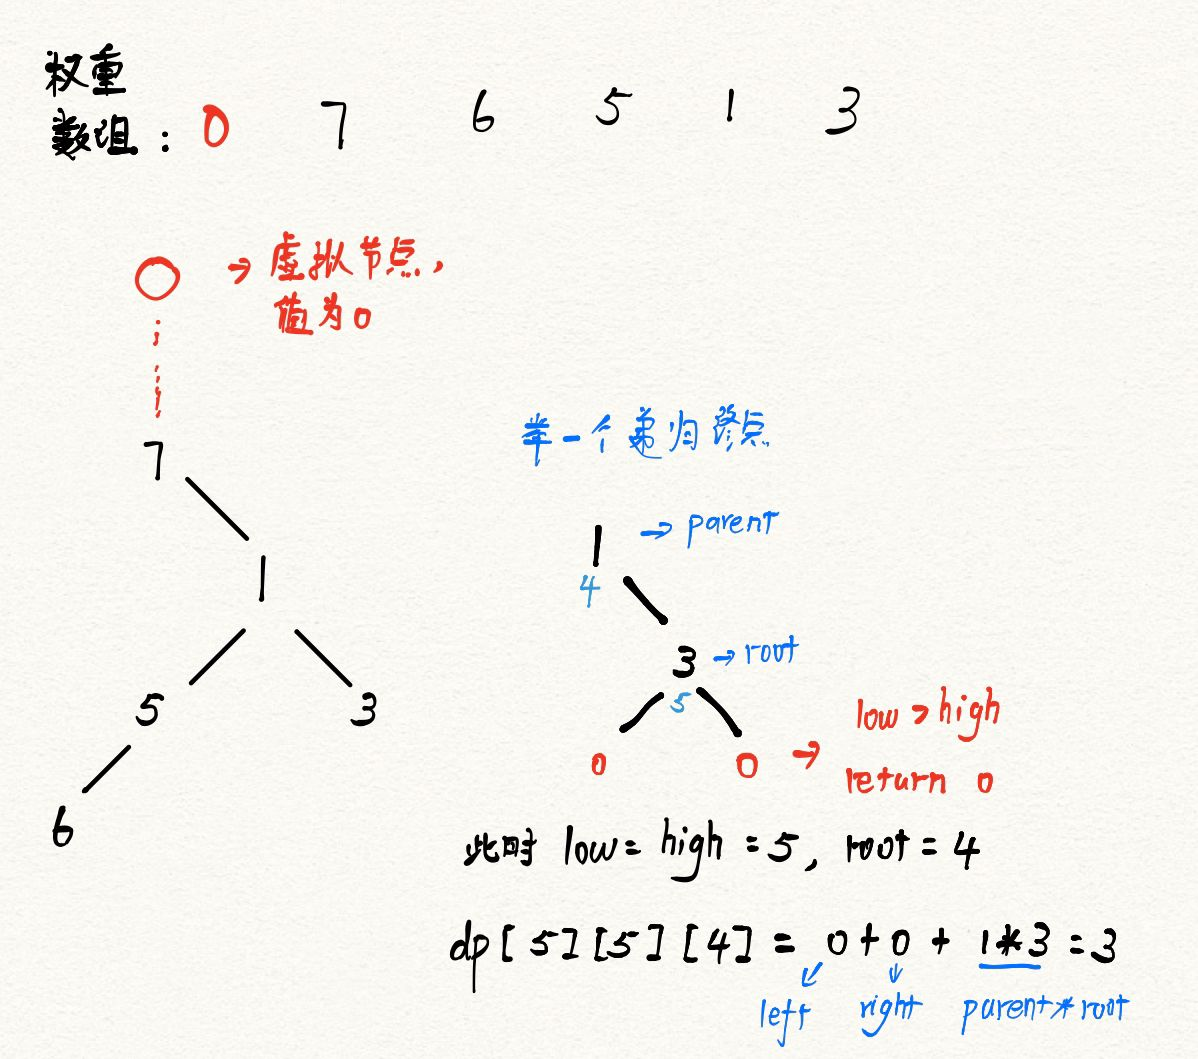 权重
数组：0 7 6 5 1 3
→ 虚拟节点，
值为0
7
1
5 3
6
举一个递归终点
1 → parent
4
3 → root
5
0 0 → low > high
return 0
此时 low = high = 5, root = 4
dp[5][5][4] = 0 + 0 + 1*3 = 3
left right parent*root